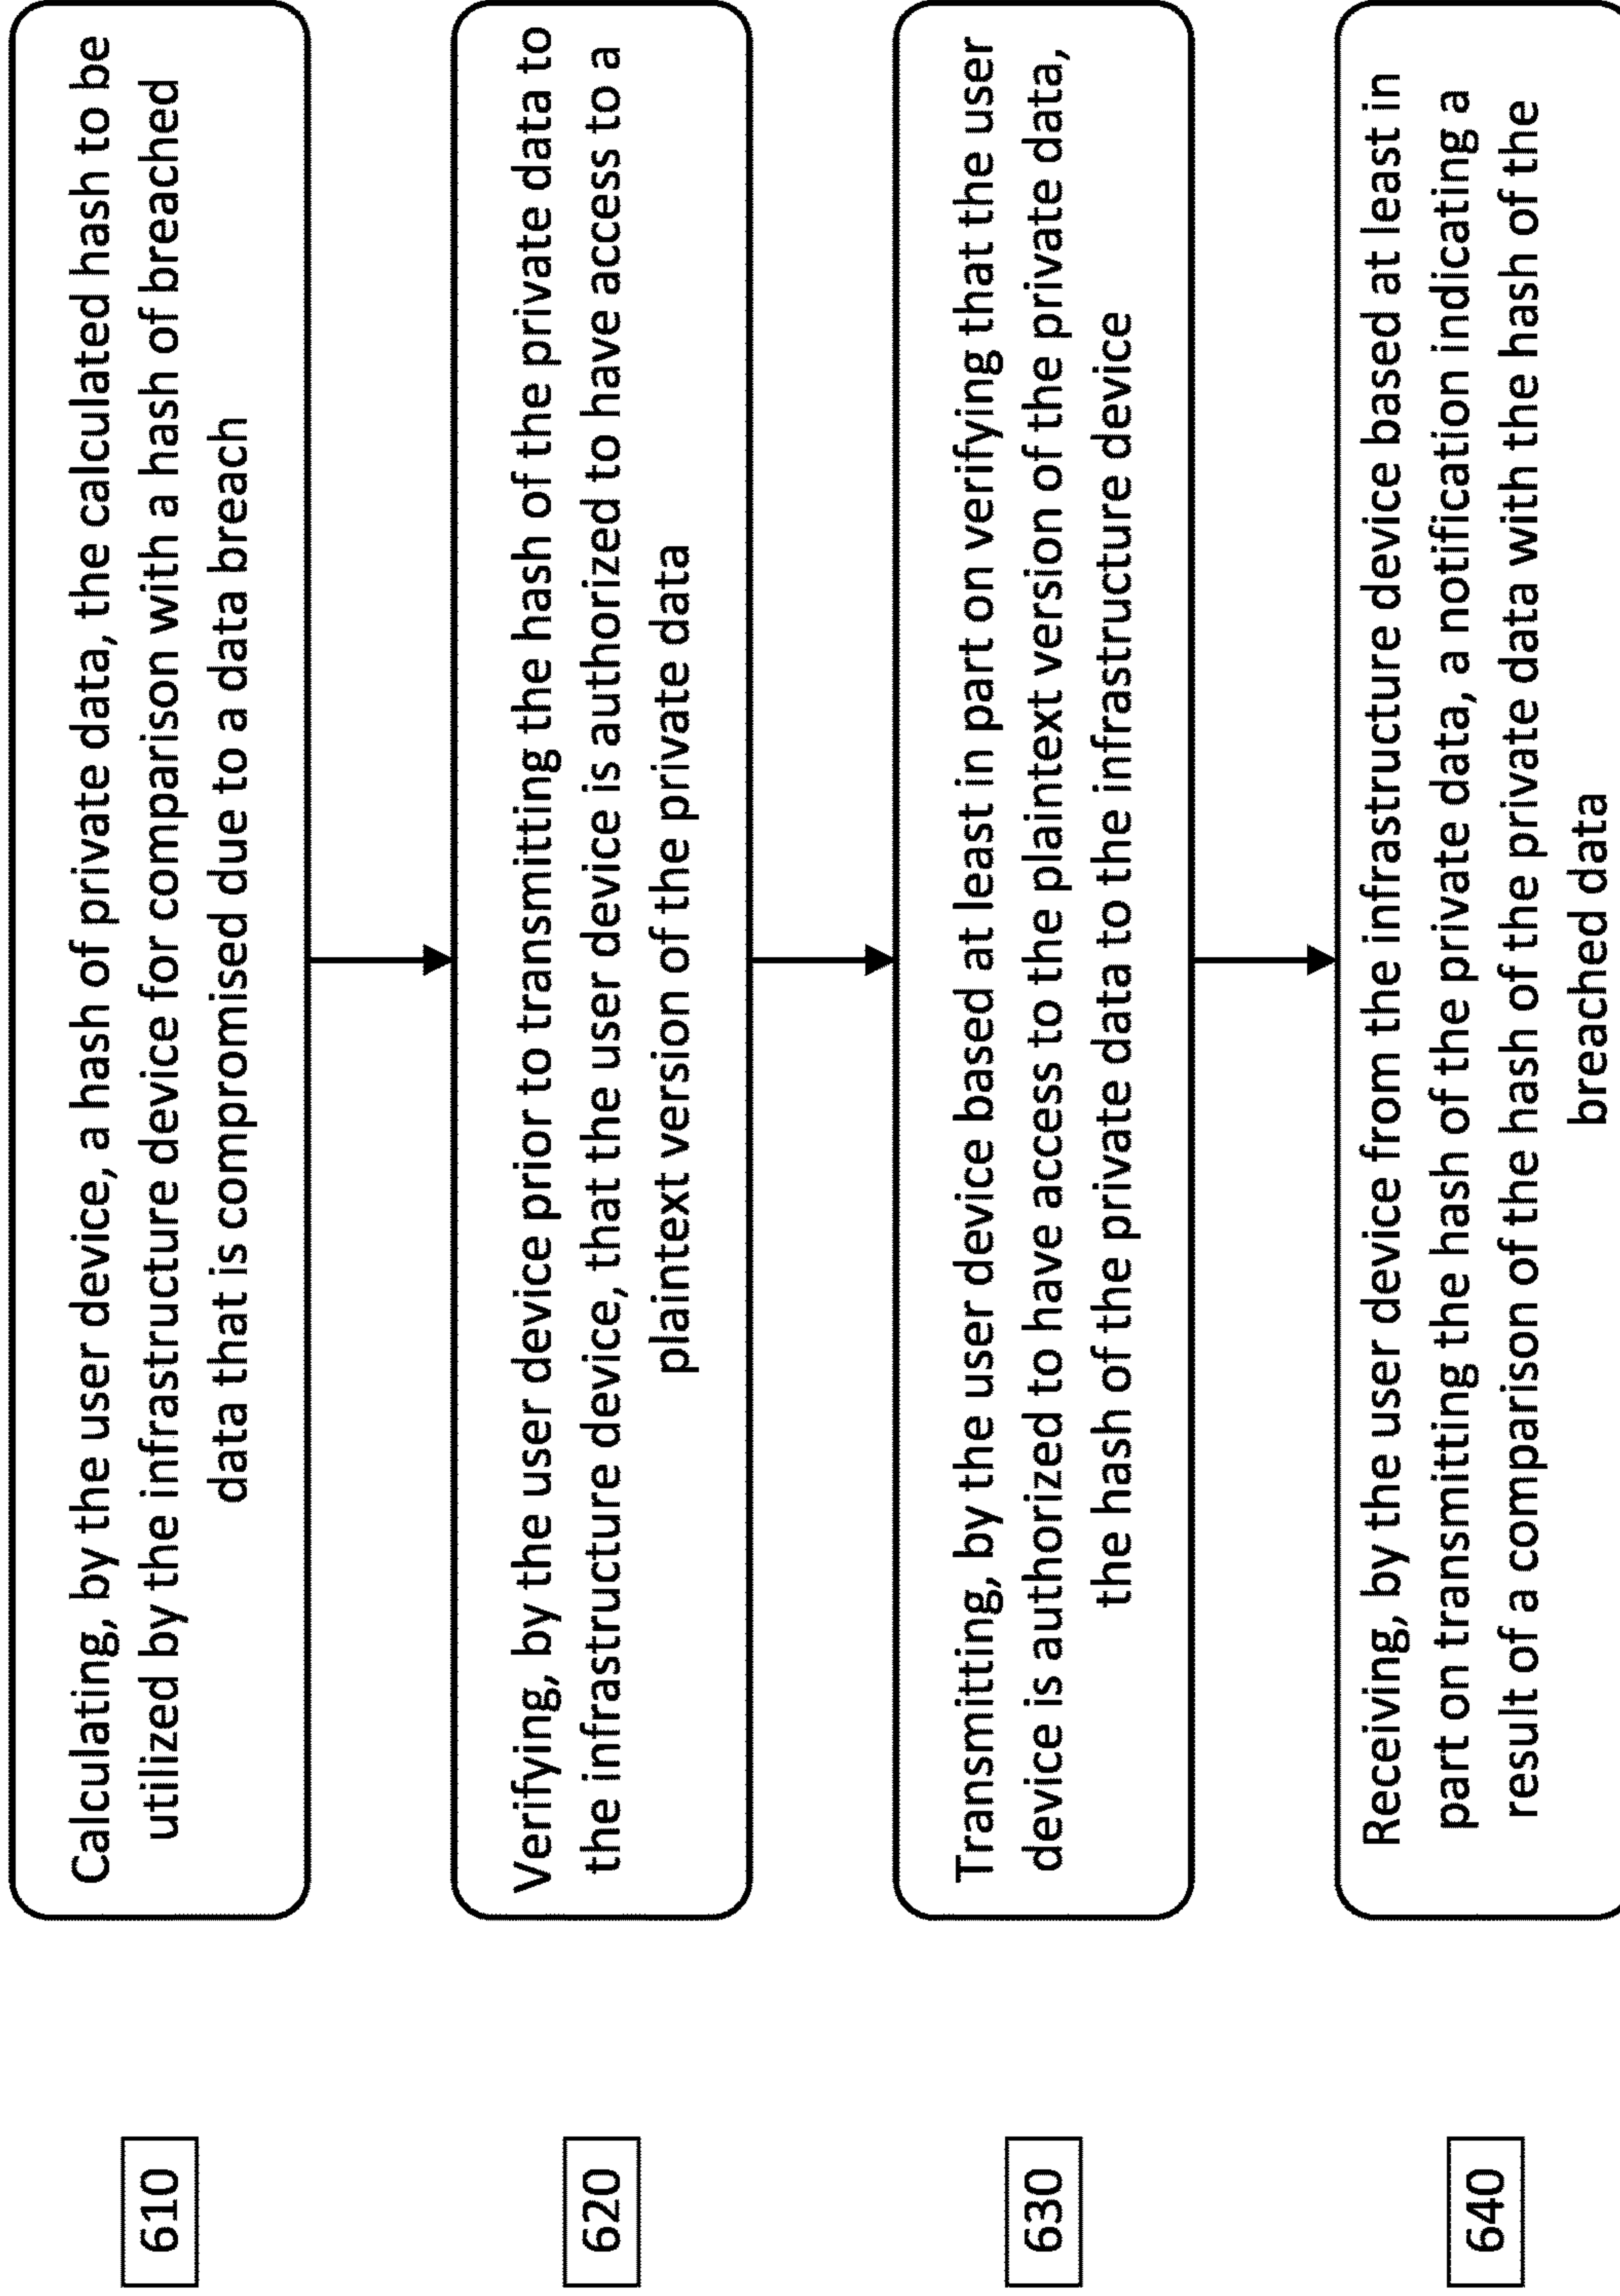 610
Calculating, by the user device, a hash of private data, the calculated hash to be
utilized by the infrastructure device for comparison with a hash of breached
data that is compromised due to a data breach
620
Verifying, by the user device prior to transmitting the hash of the private data to
the infrastructure device, that the user device is authorized to have access to a
plaintext version of the private data
630
Transmitting, by the user device based at least in part on verifying that the user
device is authorized to have access to the plaintext version of the private data,
the hash of the private data to the infrastructure device
640
Receiving, by the user device from the infrastructure device based at least in
part on transmitting the hash of the private data, a notification indicating a
result of a comparison of the hash of the private data with the hash of the
breached data